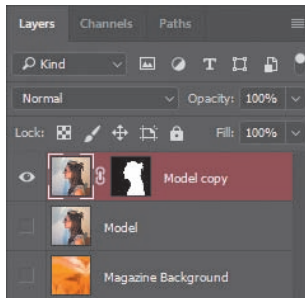 Layers Channels Paths
Kind T
Normal Opacity: 100%
Lock: Fill: 100%
Model copy
Model
Magazine Background